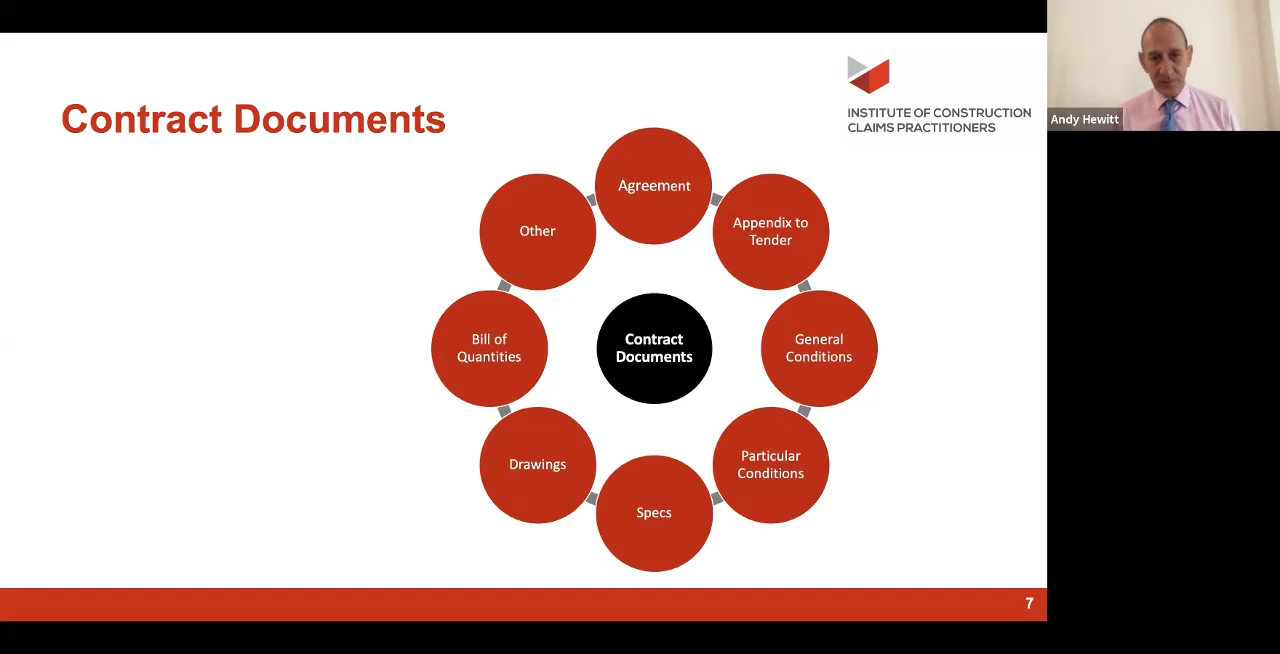 Contract Documents
INSTITUTE OF CONSTRUCTION
CLAIMS PRACTITIONERS
Andy Hewitt
Agreement
Appendix to
Tender
General
Conditions
Particular
Conditions
Specs
Drawings
Bill of
Quantities
Other
Contract
Documents
7